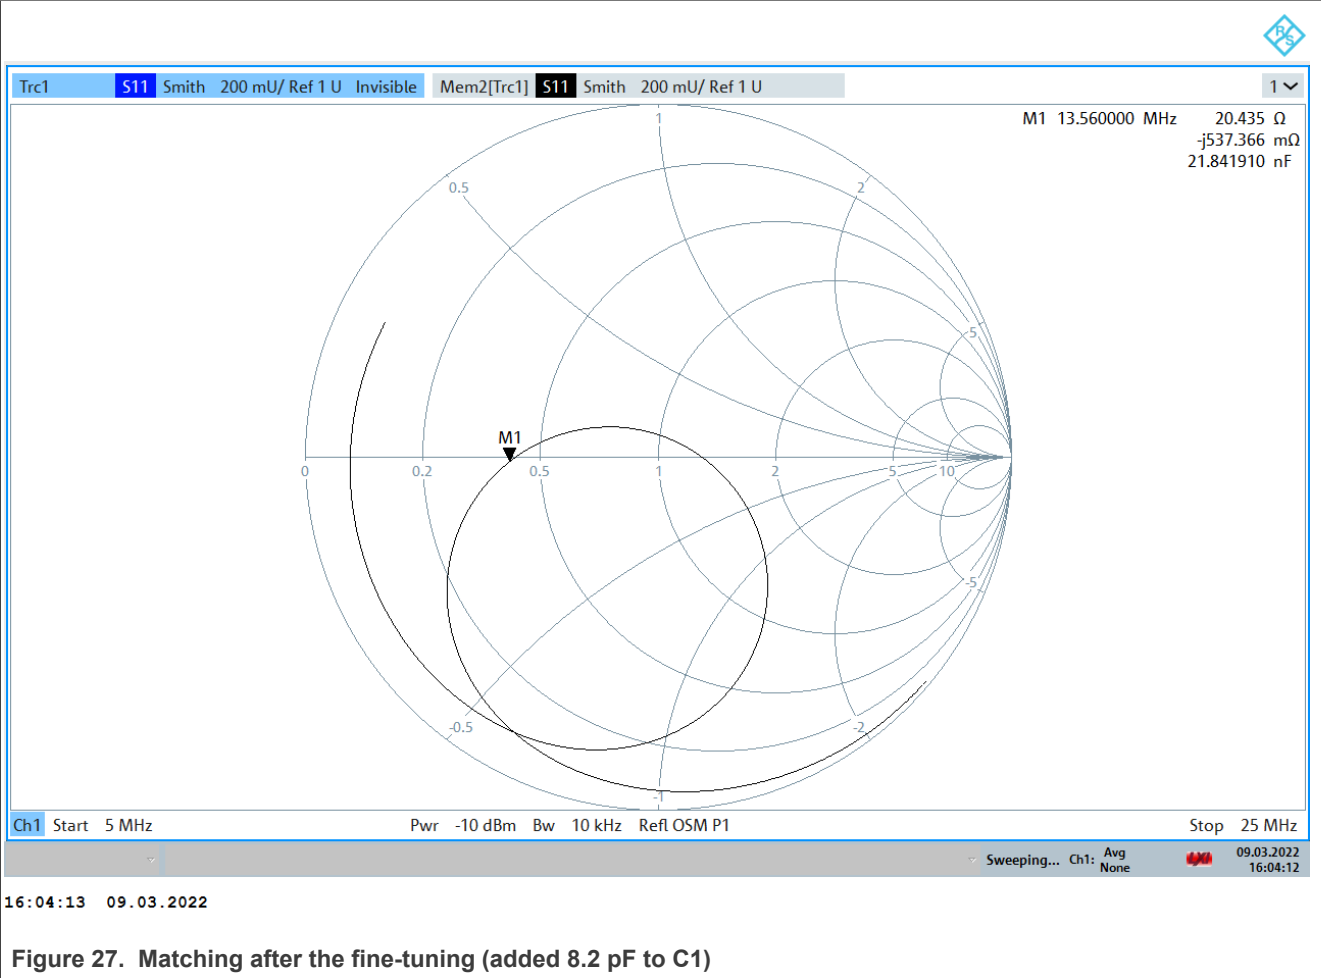 R S
Trc1 S11 Smith 200 mU/ Ref 1 U Invisible Mem2[Trc1] S11 Smith 200 mU/ Ref 1 U 1
M1 13.560000 MHz 20.435 Ω
-j537.366 mΩ
21.841910 nF
1
0.5 2
5
M1
0 0.2 0.5 1 2 5 10
-5
-0.5 -2
-1
Ch1 Start 5 MHz Pwr -10 dBm Bw 10 kHz Refl OSM P1 Stop 25 MHz
Sweeping... Ch1: Avg None 09.03.2022 16:04:12
16:04:13 09.03.2022
Figure 27. Matching after the fine-tuning (added 8.2 pF to C1)